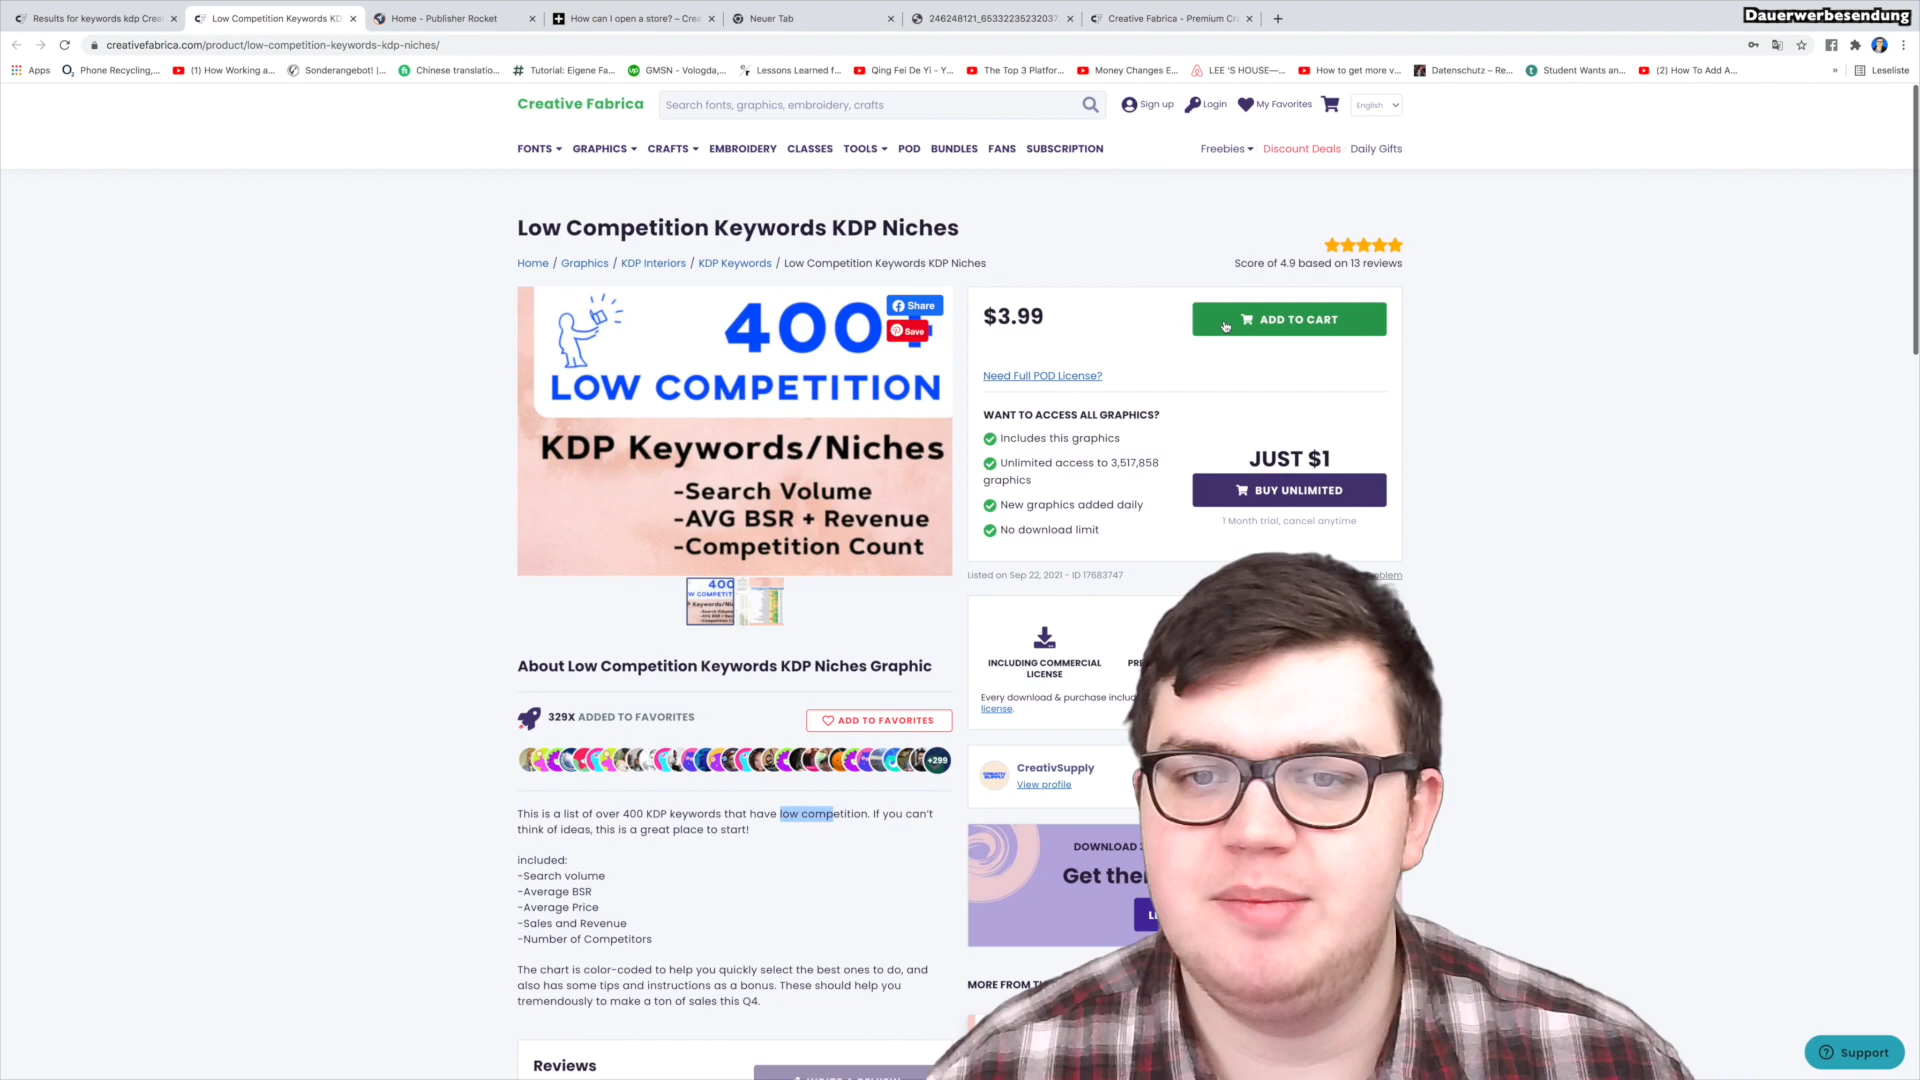 Dauerwerbesendung
Results for keywords kdp Crea
Low Competition Keywords KD
Home - Publisher Rocket
How can I open a store? – Crea
Neuer Tab
246248121_65332235232037
Creative Fabrica - Premium Cr
creativefabrica.com/product/low-competition-keywords-kdp-niches/
Apps
Phone Recycling,...
(1) How Working a...
Sonderangebot! |...
Chinese translatio...
Tutorial: Eigene Fa...
GMSN - Vologda,...
Lessons Learned f...
Qing Fei De Yi - Y...
The Top 3 Platfor...
Money Changes E...
LEE 'S HOUSE—...
How to get more v...
Datenschutz – Re...
Student Wants an...
(2) How To Add A...
»
Leseliste
Creative Fabrica
Search fonts, graphics, embroidery, crafts
Sign up
Login
My Favorites
English
FONTS GRAPHICS CRAFTS EMBROIDERY CLASSES TOOLS POD BUNDLES FANS SUBSCRIPTION
Freebies Discount Deals Daily Gifts
Low Competition Keywords KDP Niches
Home / Graphics / KDP Interiors / KDP Keywords / Low Competition Keywords KDP Niches
Score of 4.9 based on 13 reviews
400+
Share
Save
LOW COMPETITION
KDP Keywords/Niches
-Search Volume
-AVG BSR + Revenue
-Competition Count
$3.99
ADD TO CART
Need Full POD License?
WANT TO ACCESS ALL GRAPHICS?
Includes this graphics
Unlimited access to 3,517,858
graphics
New graphics added daily
No download limit
JUST $1
BUY UNLIMITED
1 Month trial, cancel anytime
Listed on Sep 22, 2021 - ID 17683747
INCLUDING COMMERCIAL
LICENSE
Every download & purchase includ
license.
CreativSupply
View profile
DOWNLOAD
Get the
MORE FROM
About Low Competition Keywords KDP Niches Graphic
329X ADDED TO FAVORITES
ADD TO FAVORITES
+299
This is a list of over 400 KDP keywords that have low competition. If you can't
think of ideas, this is a great place to start!
included:
-Search volume
-Average BSR
-Average Price
-Sales and Revenue
-Number of Competitors
The chart is color-coded to help you quickly select the best ones to do, and
also has some tips and instructions as a bonus. These should help you
tremendously to make a ton of sales this Q4.
Reviews
Support